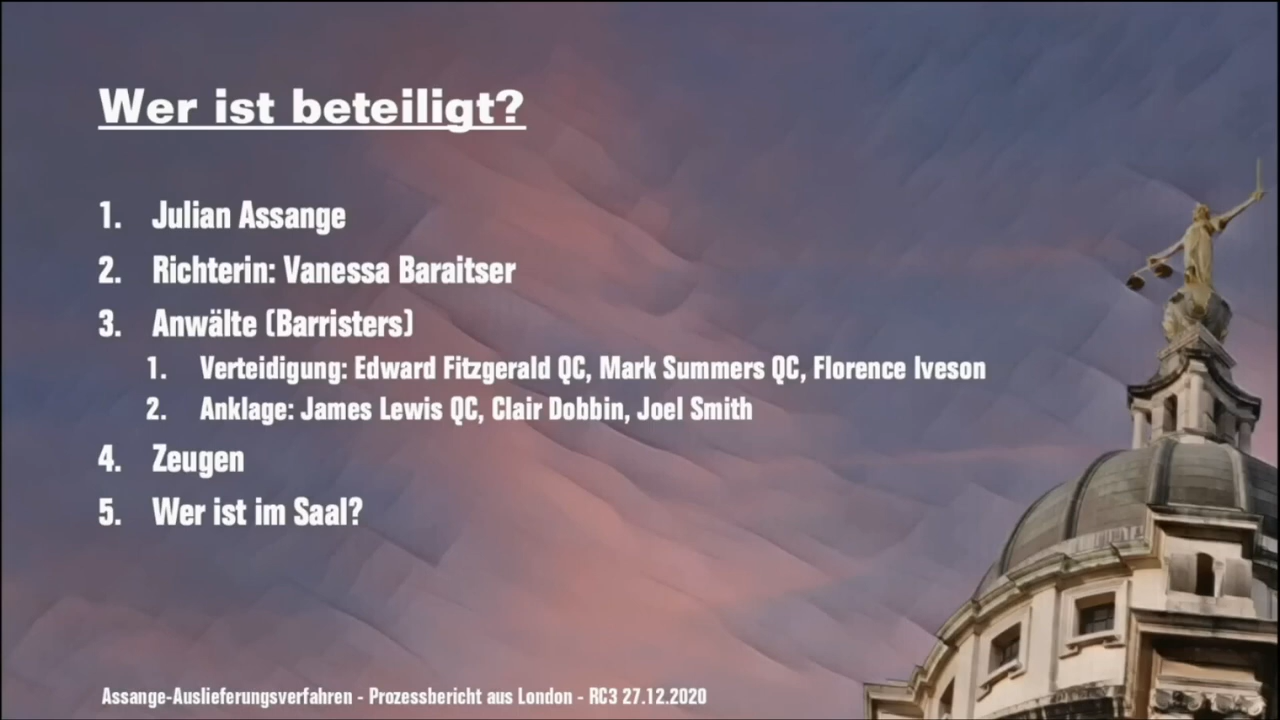 Wer ist beteiligt?
1. Julian Assange
2. Richterin: Vanessa Baraitser
3. Anwälte (Barristers)
1. Verteidigung: Edward Fitzgerald QC, Mark Summers QC, Florence Iveson
2. Anklage: James Lewis QC, Clair Dobbin, Joel Smith
4. Zeugen
5. Wer ist im Saal?
Assange-Auslieferungsverfahren - Prozessbericht aus London - RC3 27.12.2020